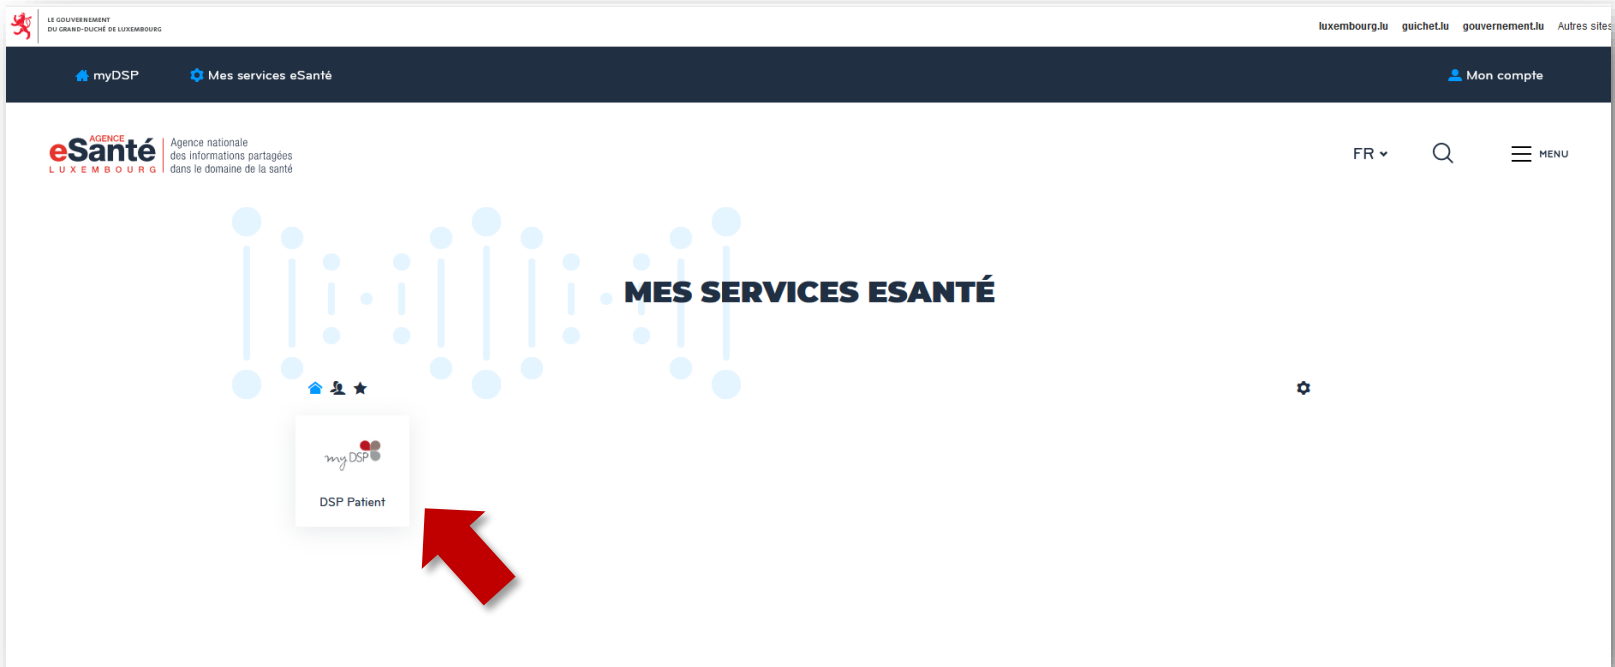 LE GOUVERNEMENT
DU GRAND-DUCHÉ DE LUXEMBOURG
luxembourg.lu guichet.lu gouvernement.lu Autres sites
myDSP Mes services eSanté Mon compte
AGENCE
eSanté
LUXEMBOURG
Agence nationale
des informations partagées
dans le domaine de la santé
FR MENU
MES SERVICES ESANTÉ
my DSP
DSP Patient